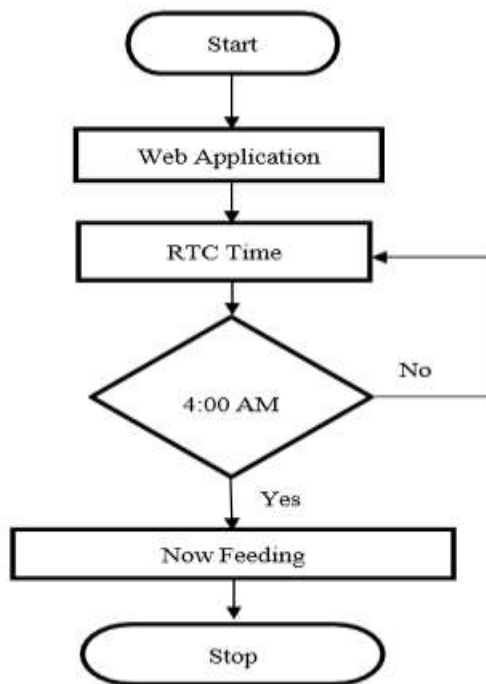 Start
Web Application
RTC Time
4:00 AM
No
Yes
Now Feeding
Stop